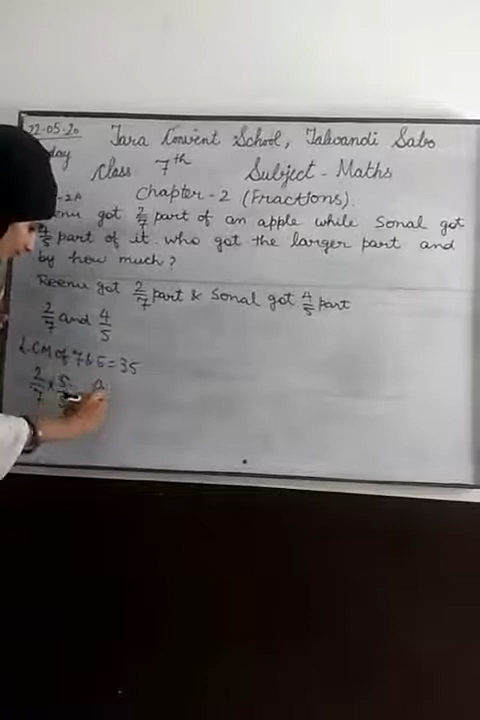 22-05-20 Tara Convent School, Talwandi Sabo
day Class 7th Subject - Maths
2A Chapter-2 (Fractions).
got 2/7 part of an apple while Sonal got
4/5 part of it. who got the larger part and
by how much?
Reenu got 2/7 part & Sonal got 4/5 part
2/7 and 4/5
LCM of 7&5 = 35
2/7 × 5